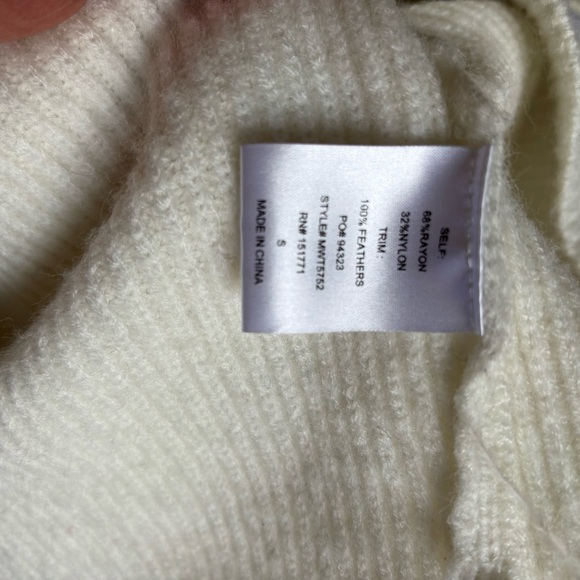 SELF:
68%RAYON
32%NYLON
TRIM :
100% FEATHERS
PO# 94323
STYLE# MWT5752
RN# 151771
S
MADE IN CHINA